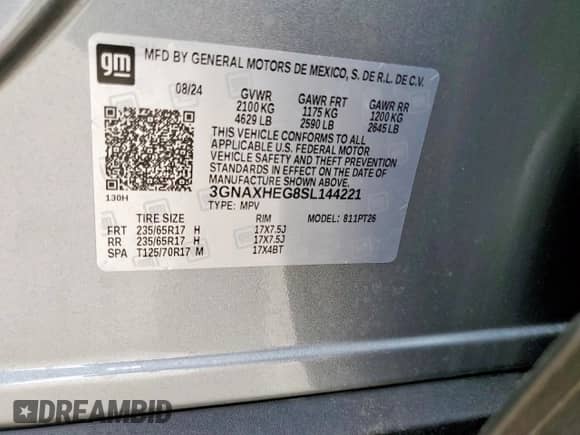 gm
MFD BY GENERAL MOTORS DE MEXICO, S. DE R.L. DE C.V.
08/24 GVWR GAWR FRT GAWR RR
2100 KG 1175 KG 1200 KG
4629 LB 2590 LB 2645 LB
THIS VEHICLE CONFORMS TO ALL
APPLICABLE U.S. FEDERAL MOTOR
VEHICLE SAFETY AND THEFT PREVENTION
STANDARDS IN EFFECT ON THE DATE OF
MANUFACTURE SHOWN ABOVE.
130H 3GNAXHEG8SL144221
TYPE: MPV MODEL: 811PT26
TIRE SIZE RIM
FRT 235/65R17 H 17X7.5J
RR 235/65R17 H 17X7.5J
SPA T125/70R17 M 17X4BT
DREAMBID